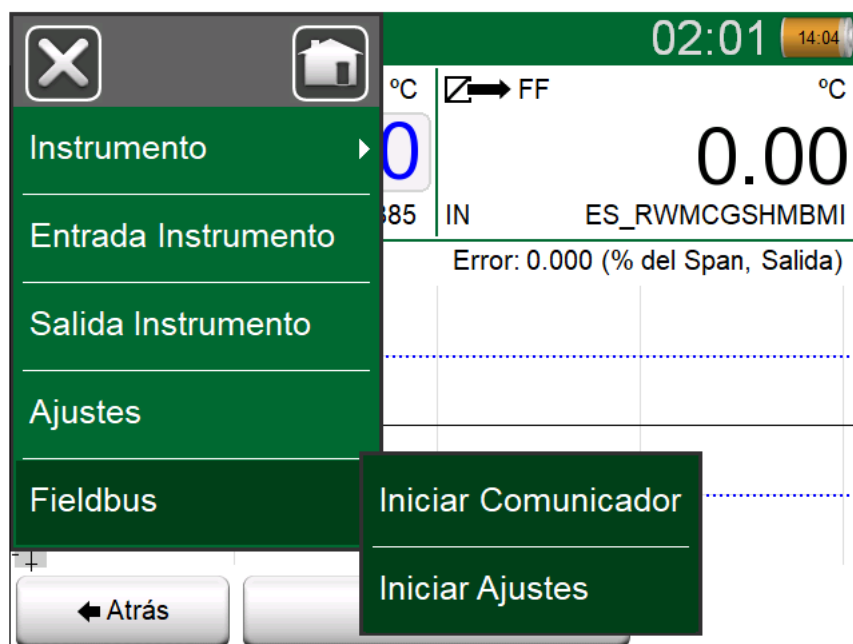 02:01 14:04
ºC FF ºC
0 0.00
385 IN ES_RWMCGSHMBMI
Error: 0.000 (% del Span, Salida)
Instrumento
Entrada Instrumento
Salida Instrumento
Ajustes
Fieldbus
Iniciar Comunicador
Iniciar Ajustes
Atrás